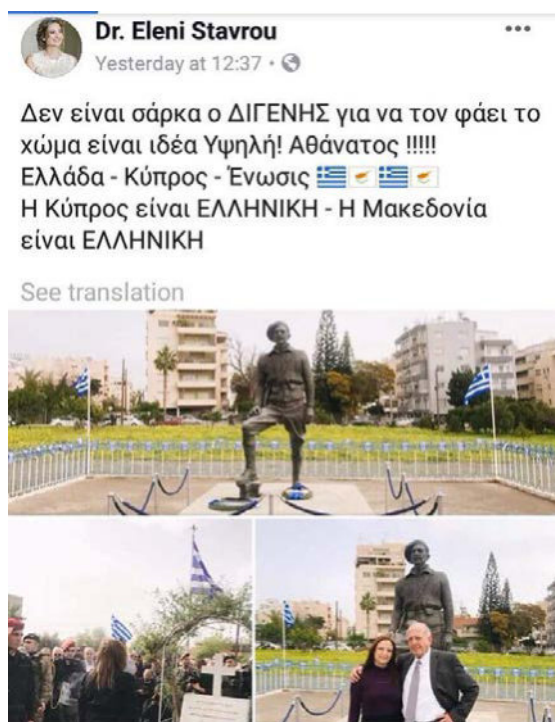 Dr. Eleni Stavrou
Yesterday at 12:37 ·
Δεν είναι σάρκα ο ΔΙΓΕΝΗΣ για να τον φάει το
χώμα είναι ιδέα Υψηλή! Αθάνατος !!!!!
Ελλάδα - Κύπρος - Ένωσις 🇬🇷🇨🇾🇬🇷🇨🇾
Η Κύπρος είναι ΕΛΛΗΝΙΚΗ - Η Μακεδονία
είναι ΕΛΛΗΝΙΚΗ
See translation